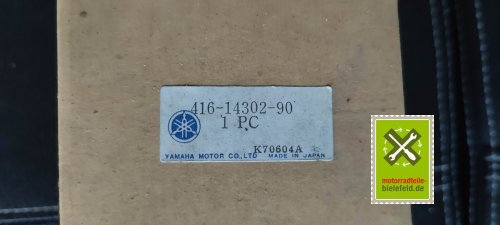 416-14302-90
1 PC
K70604A
YAMAHA MOTOR CO.,LTD MADE IN JAPAN
motorradteile-
bielefeld.de